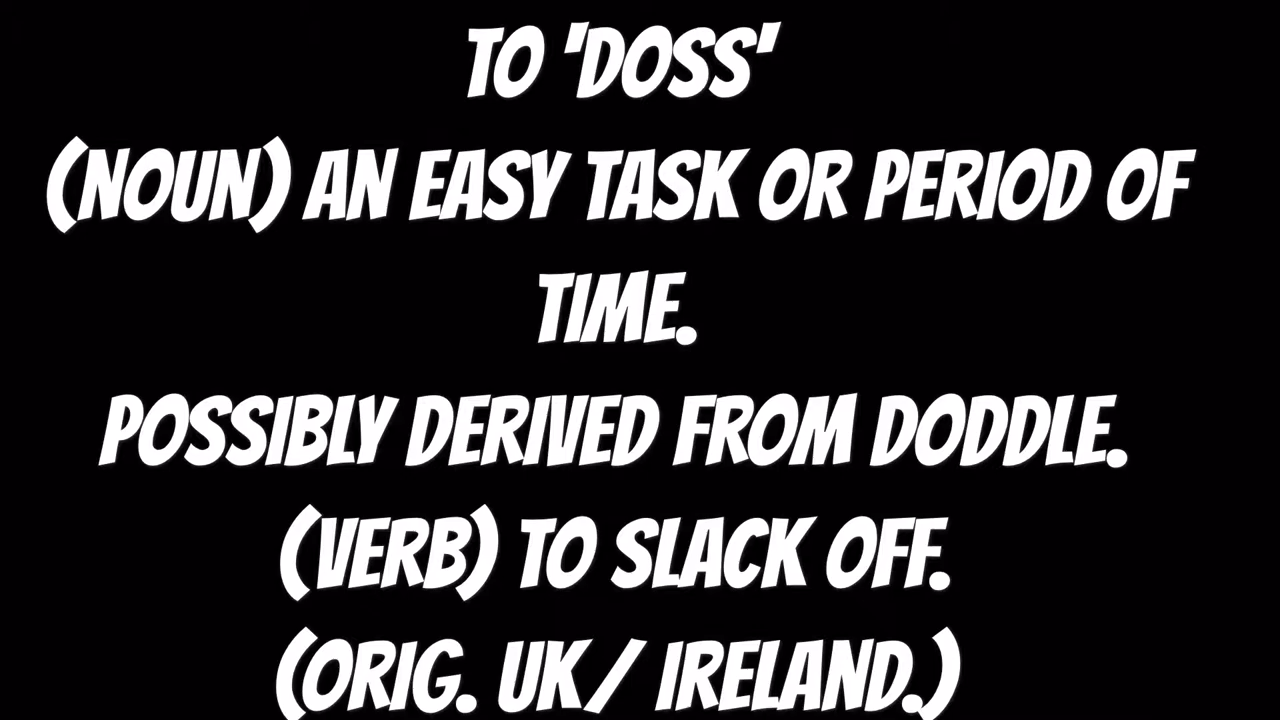 TO 'DOSS'
(NOUN) AN EASY TASK OR PERIOD OF
TIME.
POSSIBLY DERIVED FROM DODDLE.
(VERB) TO SLACK OFF.
(ORIG. UK/ IRELAND.)